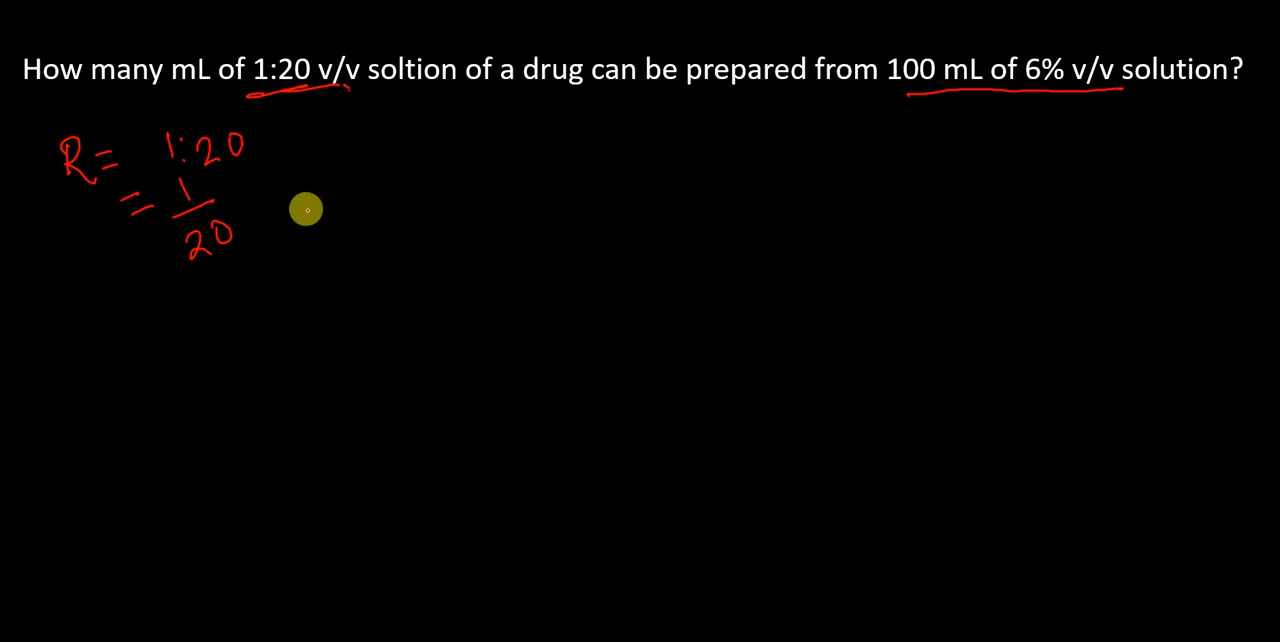 How many mL of 1:20 v/v soltion of a drug can be prepared from 100 mL of 6% v/v solution?
R = 1:20
= 1/20